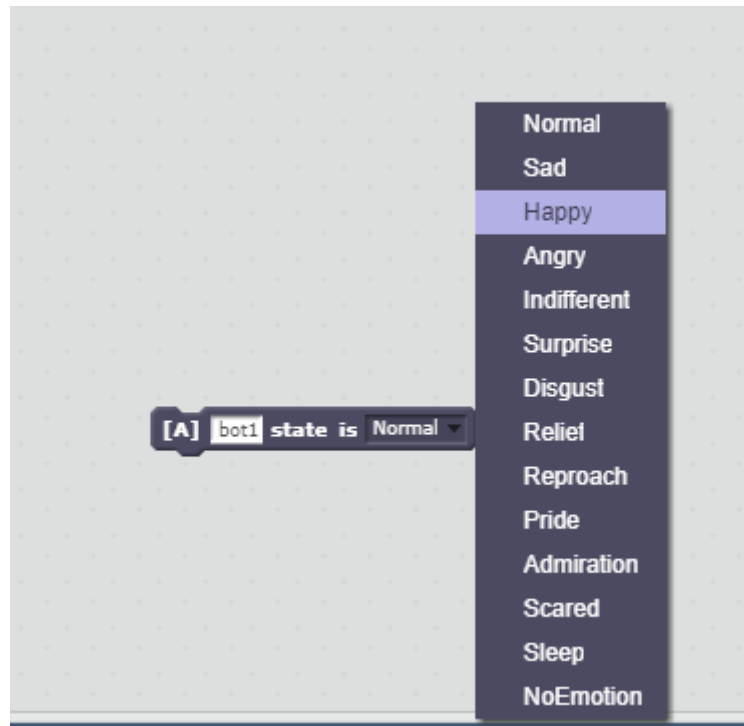 Normal
Sad
Happy
Angry
Indifferent
Surprise
Disgust
[A] bot1 state is Normal
Relief
Reproach
Pride
Admiration
Scared
Sleep
NoEmotion